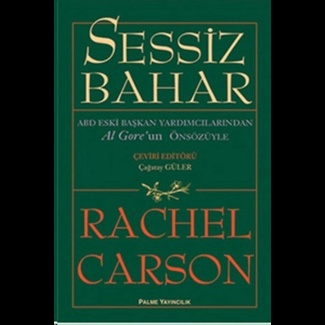 SESSİZ
BAHAR
ABD ESKİ BAŞKAN YARDIMCILARINDAN
Al Gore'un ÖNSÖZÜYLE
ÇEVİRİ EDİTÖRÜ
Çağatay GÜLER
RACHEL
CARSON
PALME YAYINCILIK